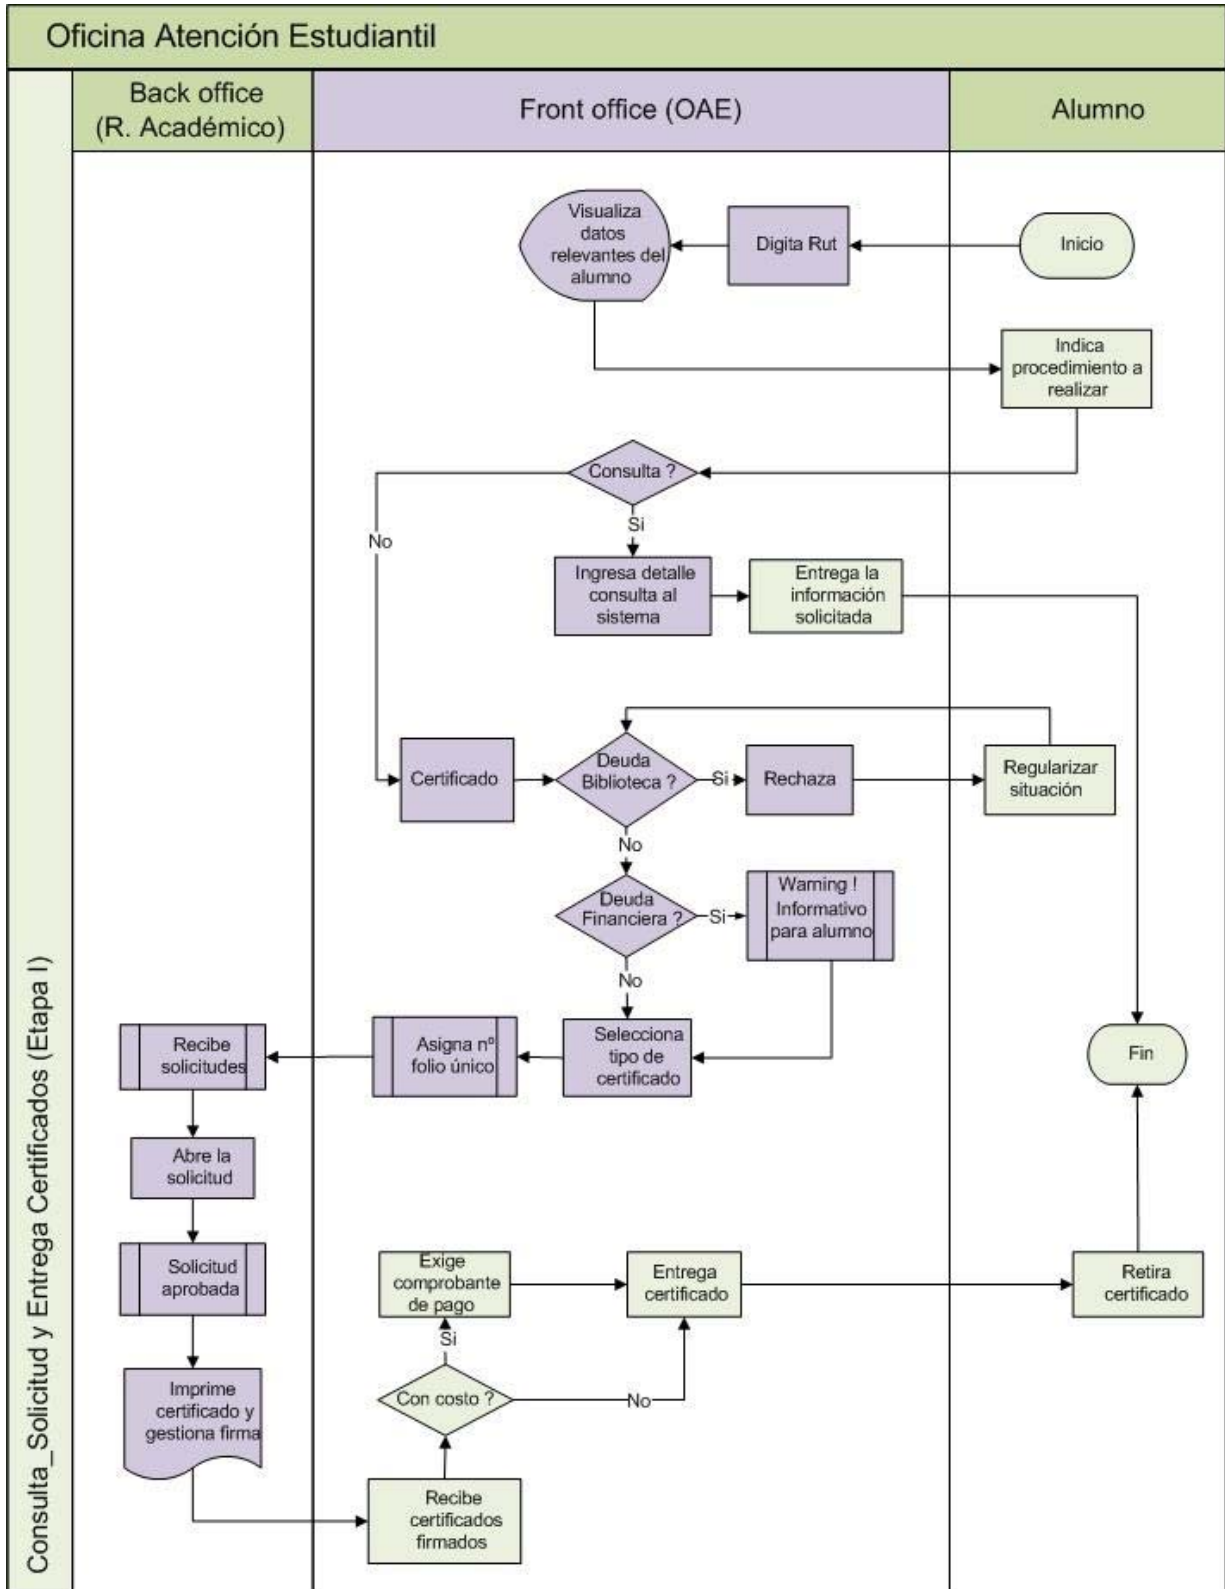 Oficina Atención Estudiantil
Back office
(R. Académico)
Front office (OAE)
Alumno
Consulta_Solicitud y Entrega Certificados (Etapa I)
Visualiza
datos
relevantes del
alumno
Digita Rut
Inicio
Indica
procedimiento a
realizar
Consulta ?
No
Si
Ingresa detalle
consulta al
sistema
Entrega la
información
solicitada
Certificado
Deuda
Biblioteca ?
Si
Rechaza
Regularizar
situación
No
Deuda
Financiera ?
Si
Warning !
Informativo
para alumno
No
Recibe
solicitudes
Asigna nº
folio único
Selecciona
tipo de
certificado
Fin
Abre la
solicitud
Solicitud
aprobada
Exige
comprobante
de pago
Entrega
certificado
Retira
certificado
Si
Con costo ?
No
Imprime
certificado y
gestiona firma
Recibe
certificados
firmados